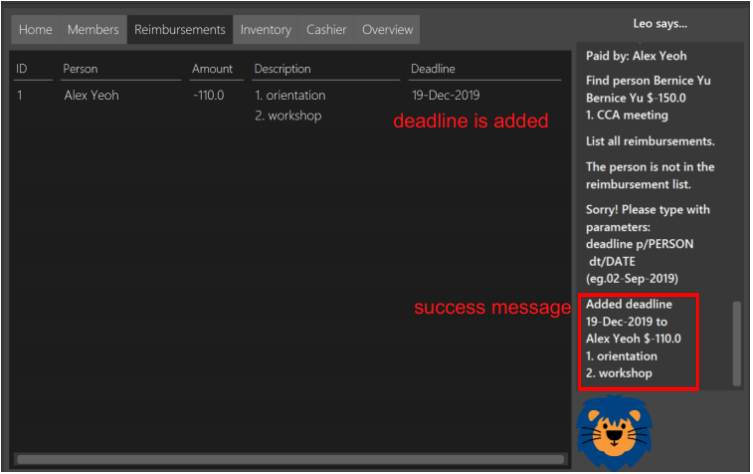 Home Members Reimbursements Inventory Cashier Overview
ID Person Amount Description Deadline
1 Alex Yeoh -110.0 1. orientation 19-Dec-2019
2. workshop
deadline is added
success message
Leo says...
Paid by: Alex Yeoh
Find person Bernice Yu
Bernice Yu $-150.0
1. CCA meeting
List all reimbursements.
The person is not in the
reimbursement list.
Sorry! Please type with
parameters:
deadline p/PERSON
dt/DATE
(eg.02-Sep-2019)
Added deadline
19-Dec-2019 to
Alex Yeoh $-110.0
1. orientation
2. workshop